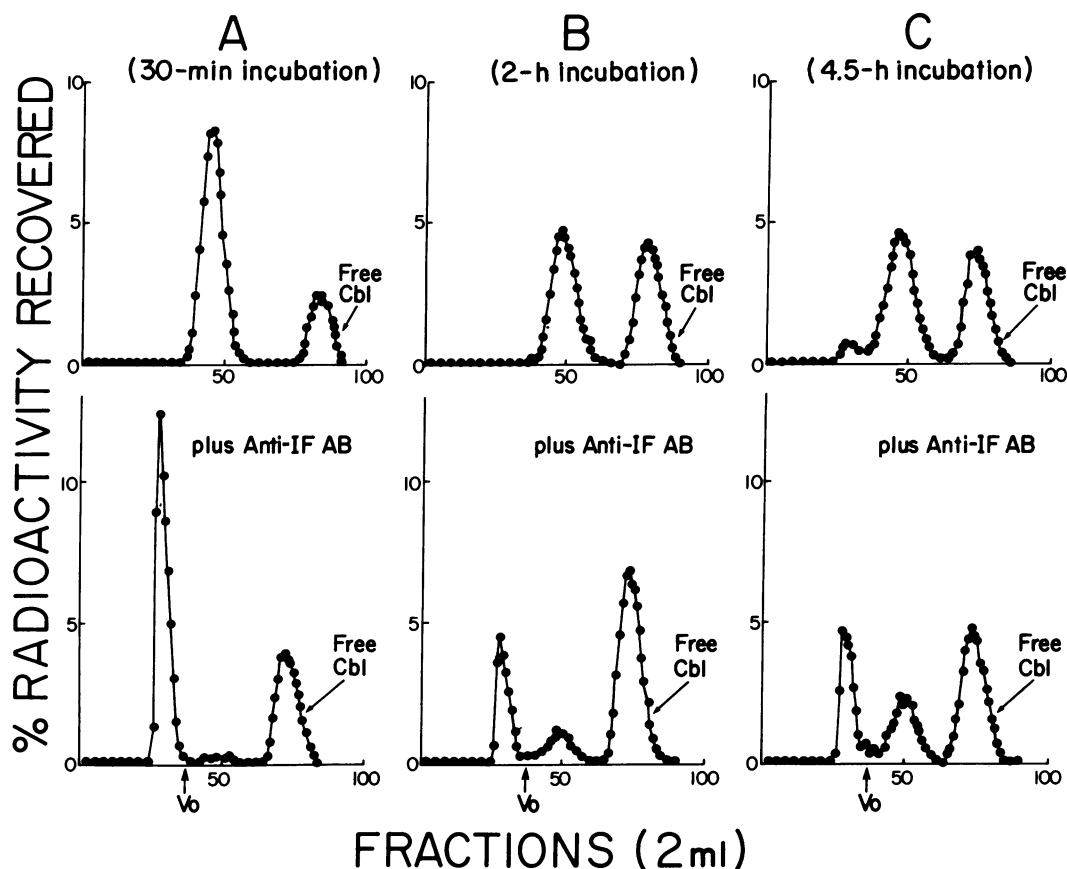 A
(30-min incubation)
B
(2-h incubation)
C
(4.5-h incubation)
% RADIOACTIVITY RECOVERED
10
5
0
50
100
Free
Cbl
10
5
0
50
100
Free
Cbl
10
5
0
50
100
Free
Cbl
plus Anti-IF AB
10
5
0
50
100
Free
Cbl
Vo
plus Anti-IF AB
10
5
0
50
100
Free
Cbl
Vo
plus Anti-IF AB
10
5
0
50
100
Free
Cbl
Vo
FRACTIONS (2ml)